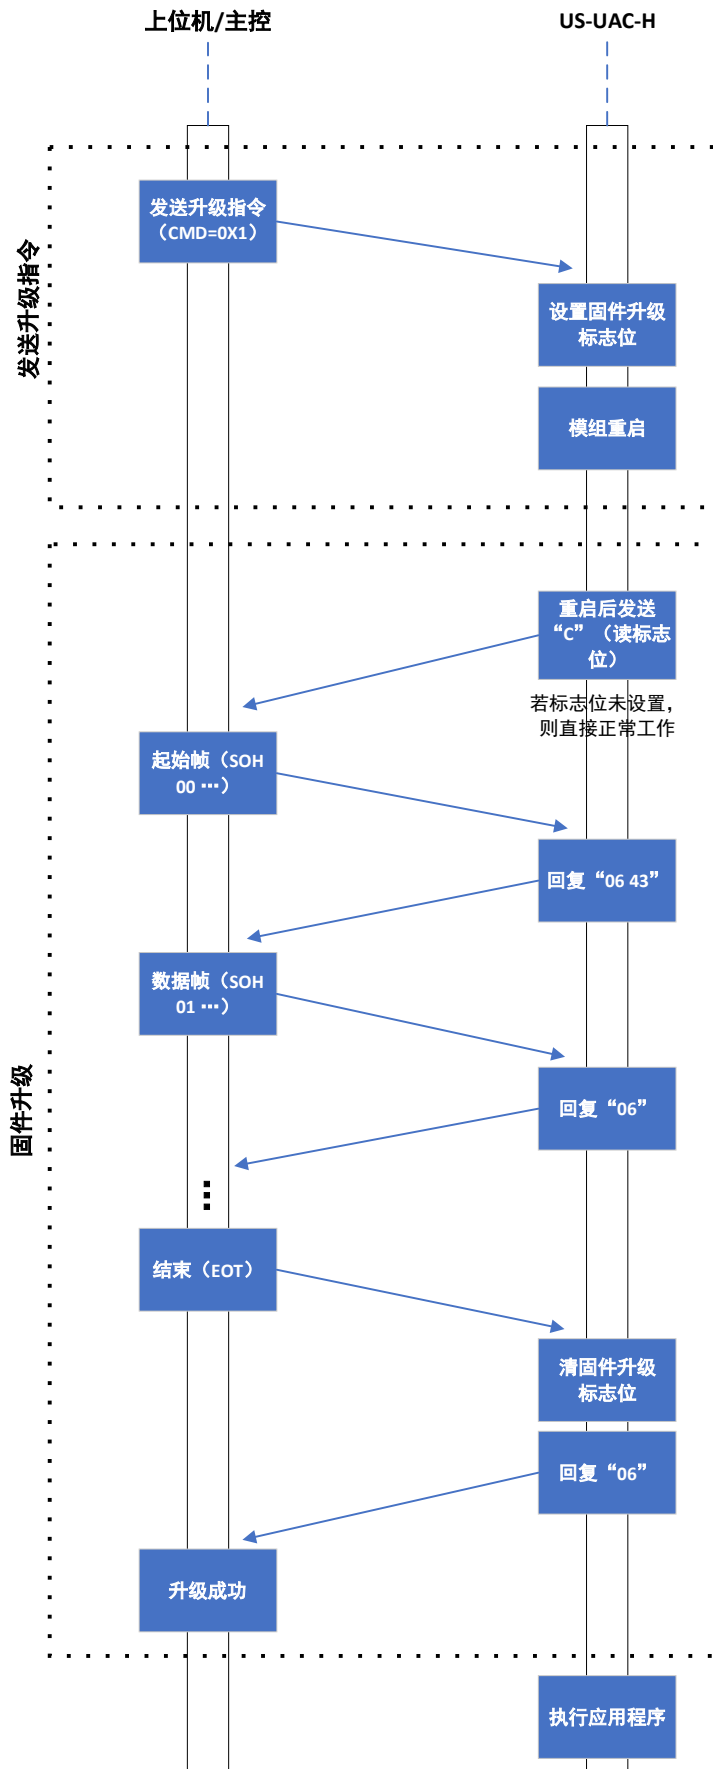 上位机/主控
US-UAC-H
发送升级指令
发送升级指令
（CMD=0X1）
设置固件升级
标志位
模组重启
固件升级
重启后发送
“C”（读标志
位）
若标志位未设置，
则直接正常工作
起始帧（SOH
00 …）
回复“06 43”
数据帧（SOH
01 …）
回复“06”
⋮
结束（EOT）
清固件升级
标志位
回复“06”
升级成功
执行应用程序